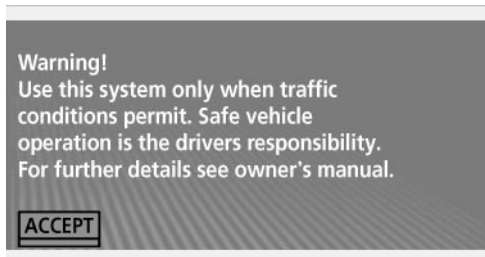 Warning!
Use this system only when traffic
conditions permit. Safe vehicle
operation is the drivers responsibility.
For further details see owner's manual.
ACCEPT